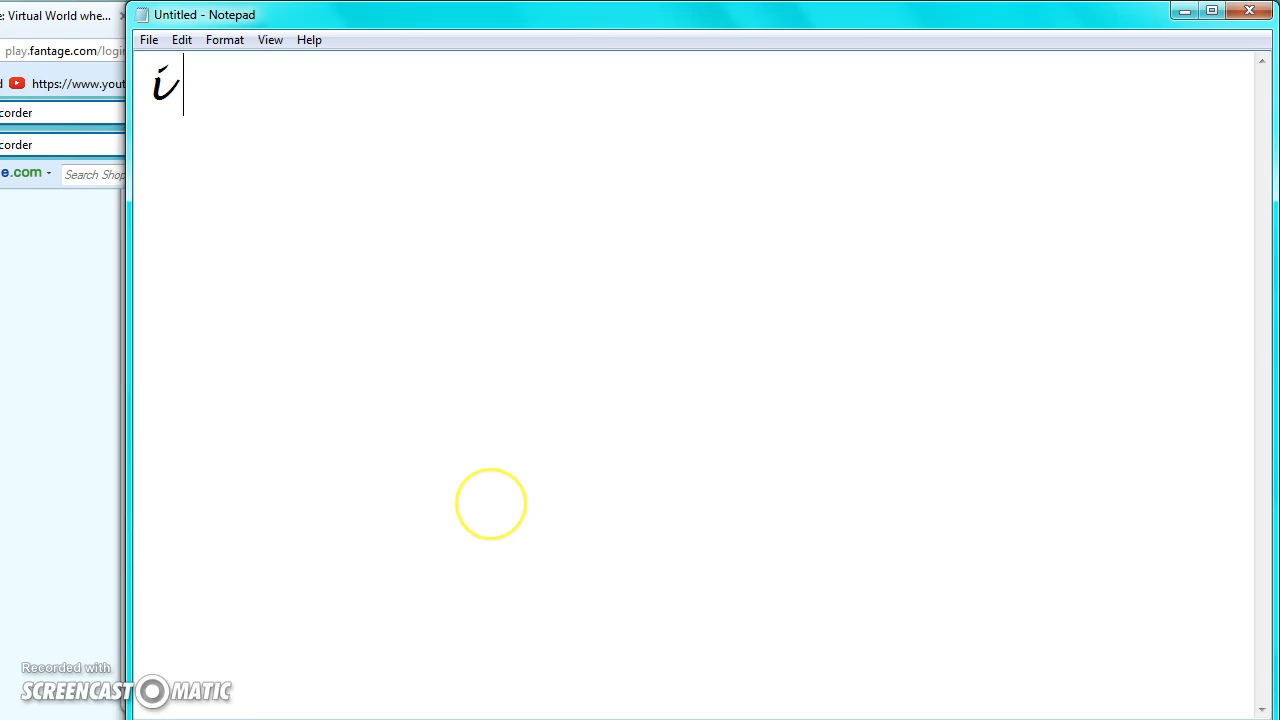 e: Virtual World whe...
Untitled - Notepad
play.fantage.com/logi
File Edit Format View Help
d https://www.yout
i
corder
corder
e.com Search Shop
Recorded with
SCREENCAST MATIC